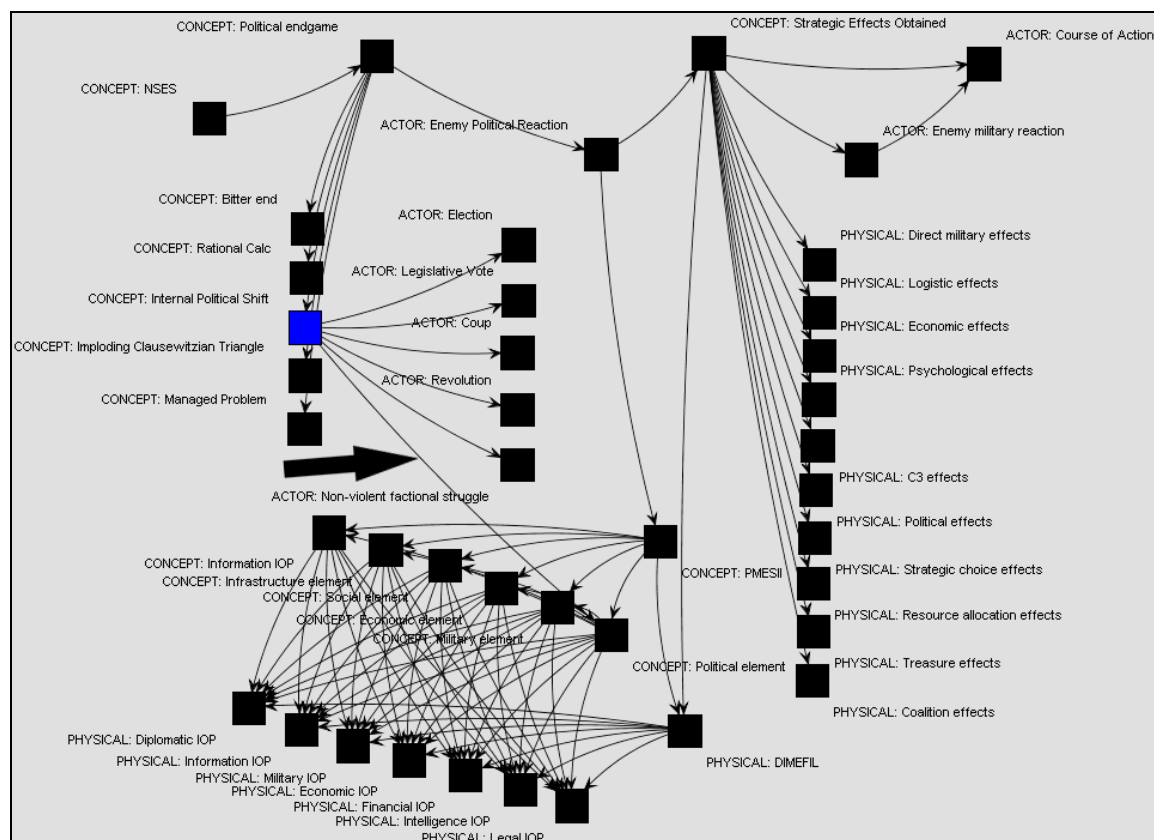 CONCEPT: Political endgame
CONCEPT: Strategic Effects Obtained
ACTOR: Course of Action
CONCEPT: NSES
ACTOR: Enemy Political Reaction
ACTOR: Enemy military reaction
CONCEPT: Bitter end
ACTOR: Election
PHYSICAL: Direct military effects
CONCEPT: Rational Calc
ACTOR: Legislative Vote
PHYSICAL: Logistic effects
CONCEPT: Internal Political Shift
ACTOR: Coup
PHYSICAL: Economic effects
CONCEPT: Imploding Clausewitzian Triangle
PHYSICAL: Psychological effects
ACTOR: Revolution
CONCEPT: Managed Problem
PHYSICAL: C3 effects
ACTOR: Non-violent factional struggle
PHYSICAL: Political effects
CONCEPT: Information IOP
CONCEPT: PMESII
PHYSICAL: Strategic choice effects
CONCEPT: Infrastructure element
CONCEPT: Social element
PHYSICAL: Resource allocation effects
CONCEPT: Economic element
CONCEPT: Military element
CONCEPT: Political element
PHYSICAL: Treasure effects
PHYSICAL: Coalition effects
PHYSICAL: Diplomatic IOP
PHYSICAL: Information IOP
PHYSICAL: DIMEFIL
PHYSICAL: Military IOP
PHYSICAL: Economic IOP
PHYSICAL: Financial IOP
PHYSICAL: Intelligence IOP
PHYSICAL: Legal IOP